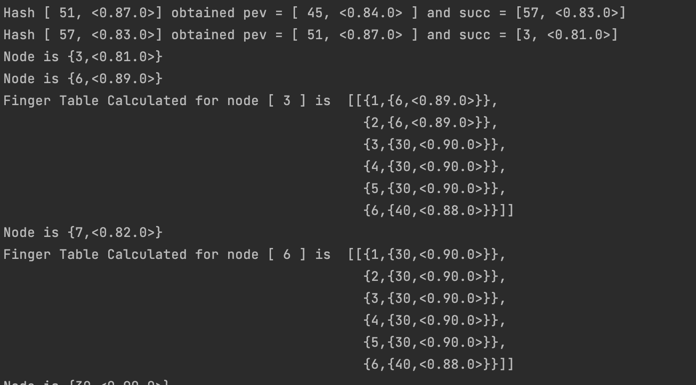 Hash [ 51, <0.87.0>] obtained pev = [ 45, <0.84.0> ] and succ = [57, <0.83.0>]
Hash [ 57, <0.83.0>] obtained pev = [ 51, <0.87.0> ] and succ = [3, <0.81.0>]
Node is {3,<0.81.0>}
Node is {6,<0.89.0>}
Finger Table Calculated for node [ 3 ] is  [[{1,{6,<0.89.0>}},
{2,{6,<0.89.0>}},
{3,{30,<0.90.0>}},
{4,{30,<0.90.0>}},
{5,{30,<0.90.0>}},
{6,{40,<0.88.0>}}]]
Node is {7,<0.82.0>}
Finger Table Calculated for node [ 6 ] is  [[{1,{30,<0.90.0>}},
{2,{30,<0.90.0>}},
{3,{30,<0.90.0>}},
{4,{30,<0.90.0>}},
{5,{30,<0.90.0>}},
{6,{40,<0.88.0>}}]]
Node is {30,<0.90.0>}